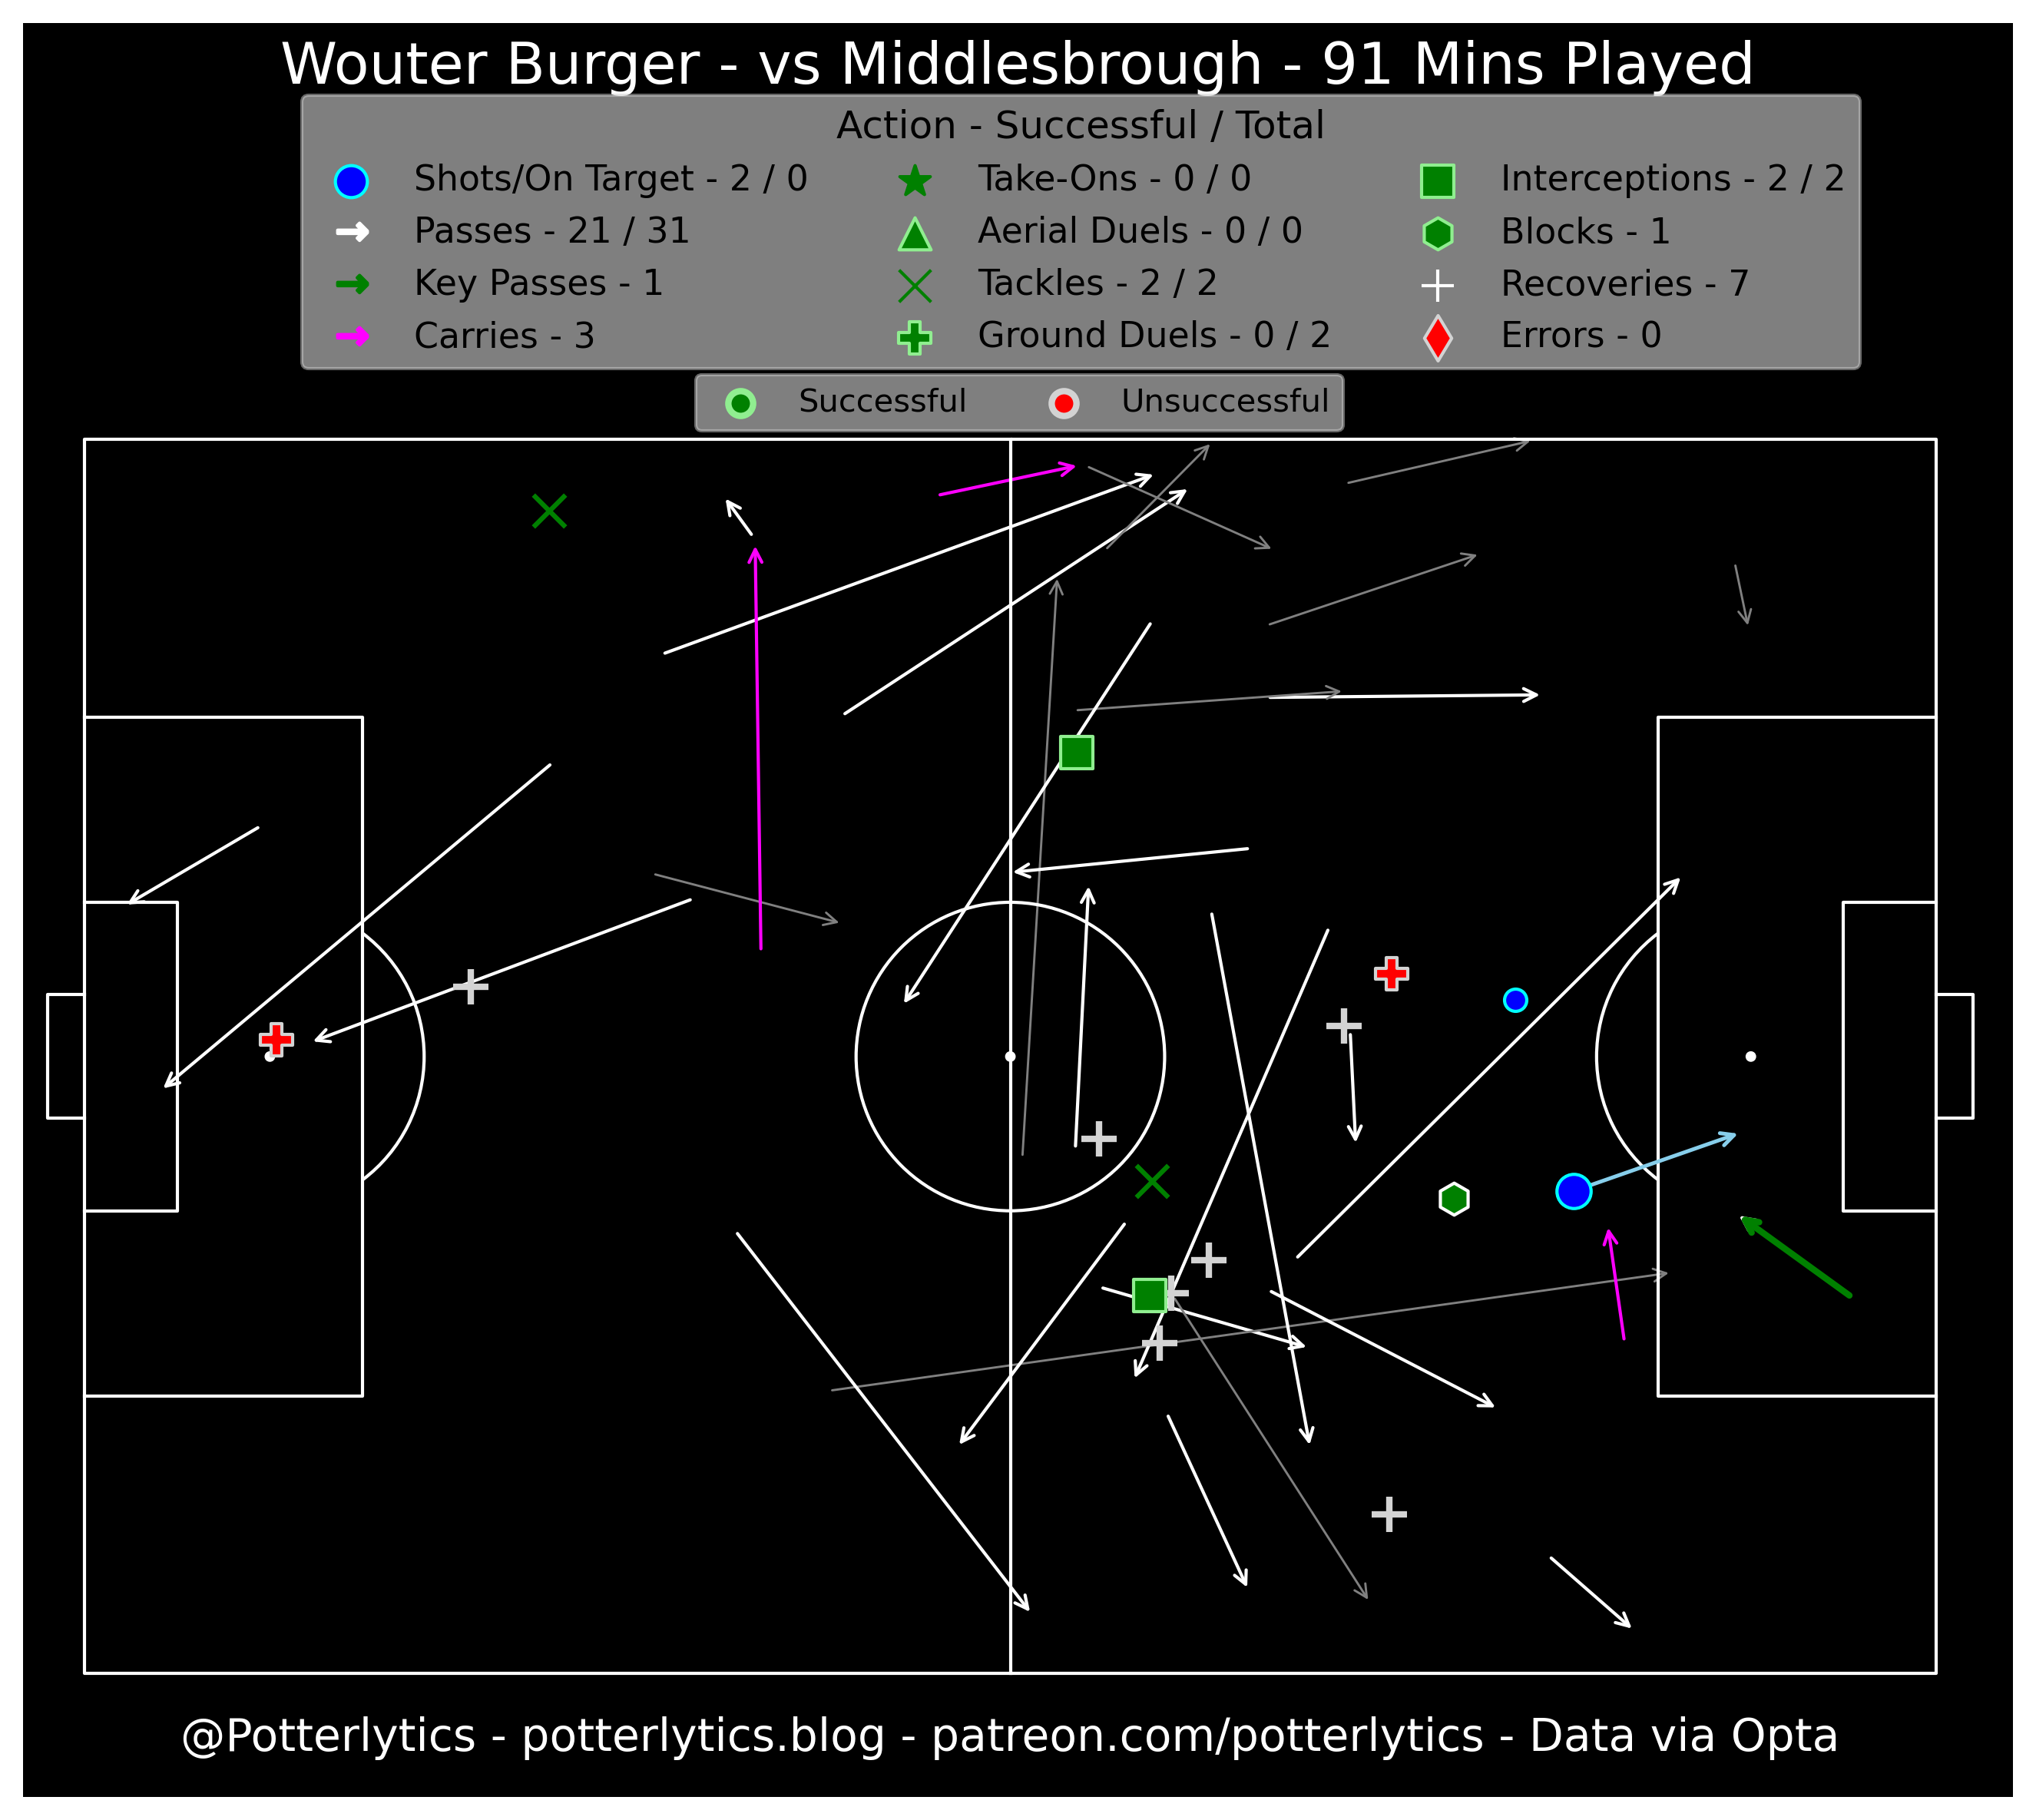 Wouter Burger - vs Middlesbrough - 91 Mins Played
Action - Successful / Total
Shots/On Target - 2 / 0
Take-Ons - 0 / 0
Interceptions - 2 / 2
Passes - 21 / 31
Aerial Duels - 0 / 0
Blocks - 1
Key Passes - 1
Tackles - 2 / 2
Recoveries - 7
Carries - 3
Ground Duels - 0 / 2
Errors - 0
Successful
Unsuccessful
@Potterlytics - potterlytics.blog - patreon.com/potterlytics - Data via Opta